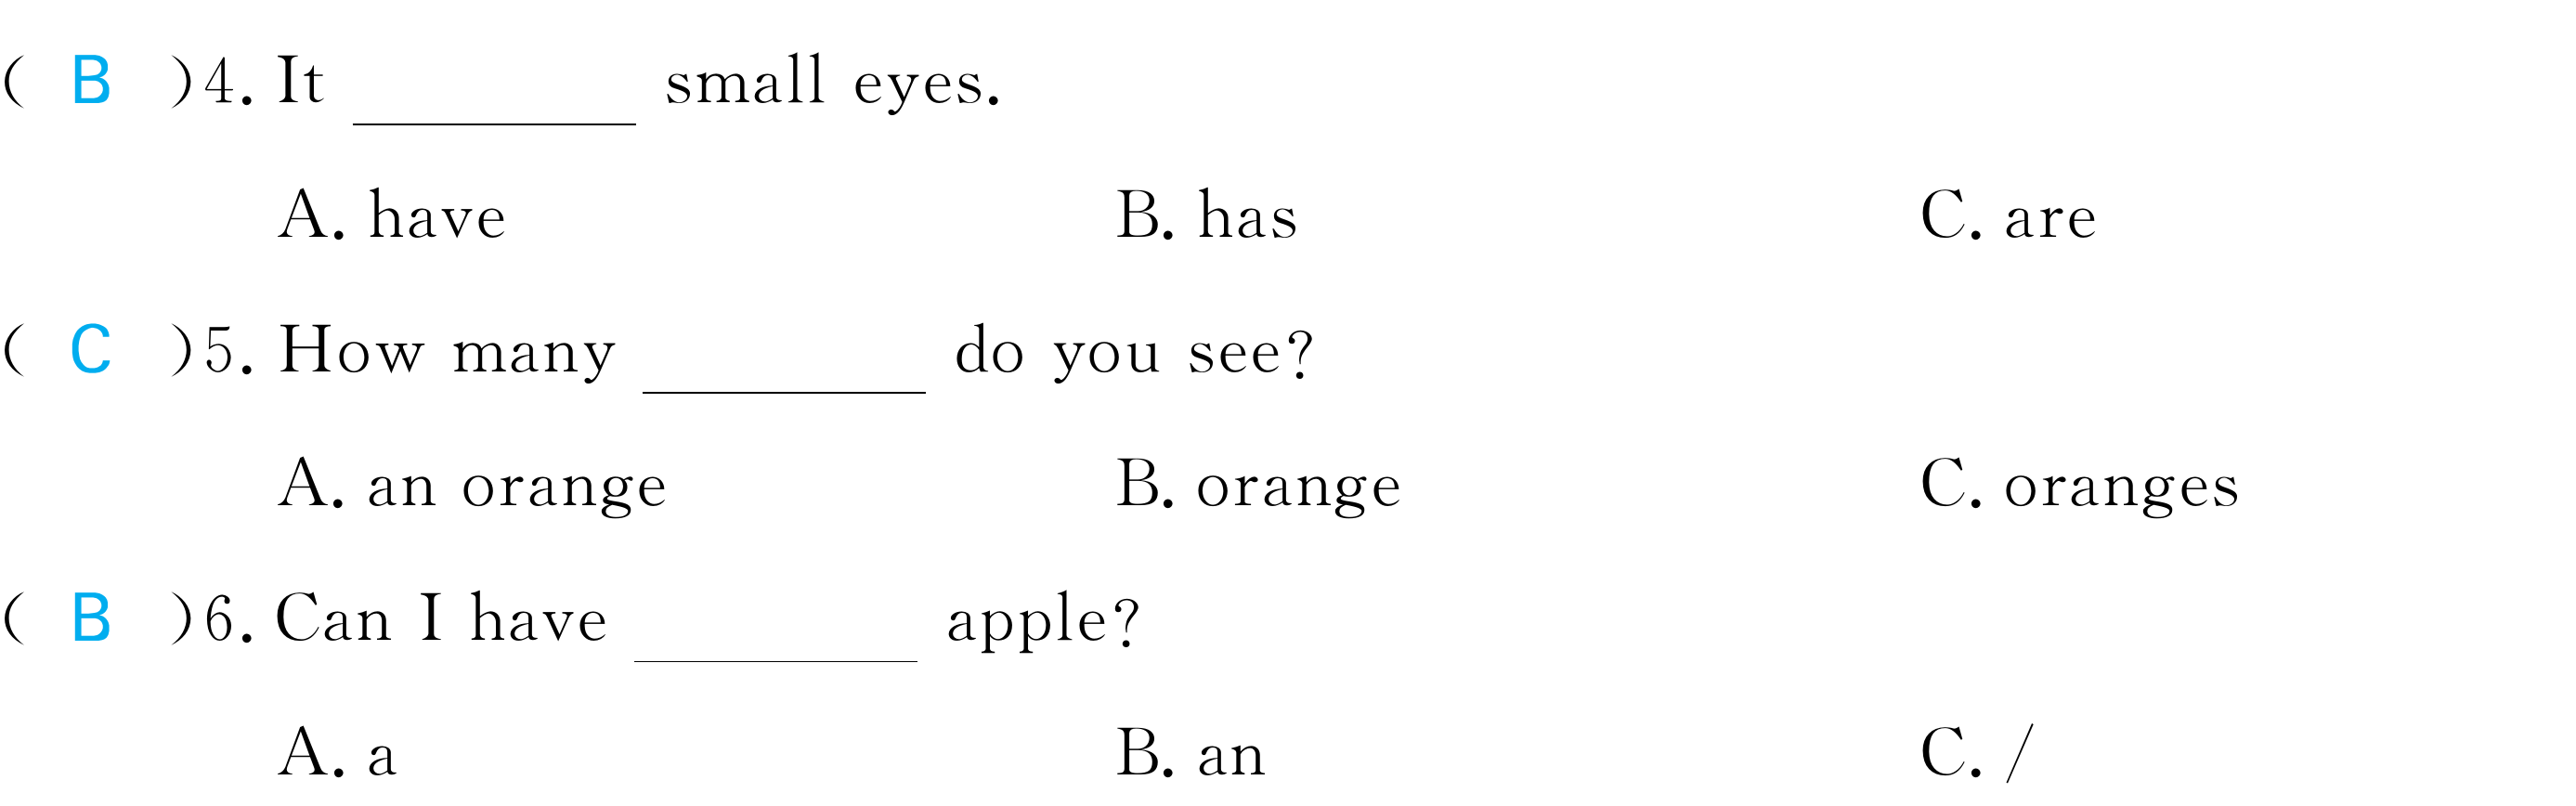 ( B )4. It ________ small eyes.
A. have B. has C. are
( C )5. How many ________ do you see?
A. an orange B. orange C. oranges
( B )6. Can I have ________ apple?
A. a B. an C. /